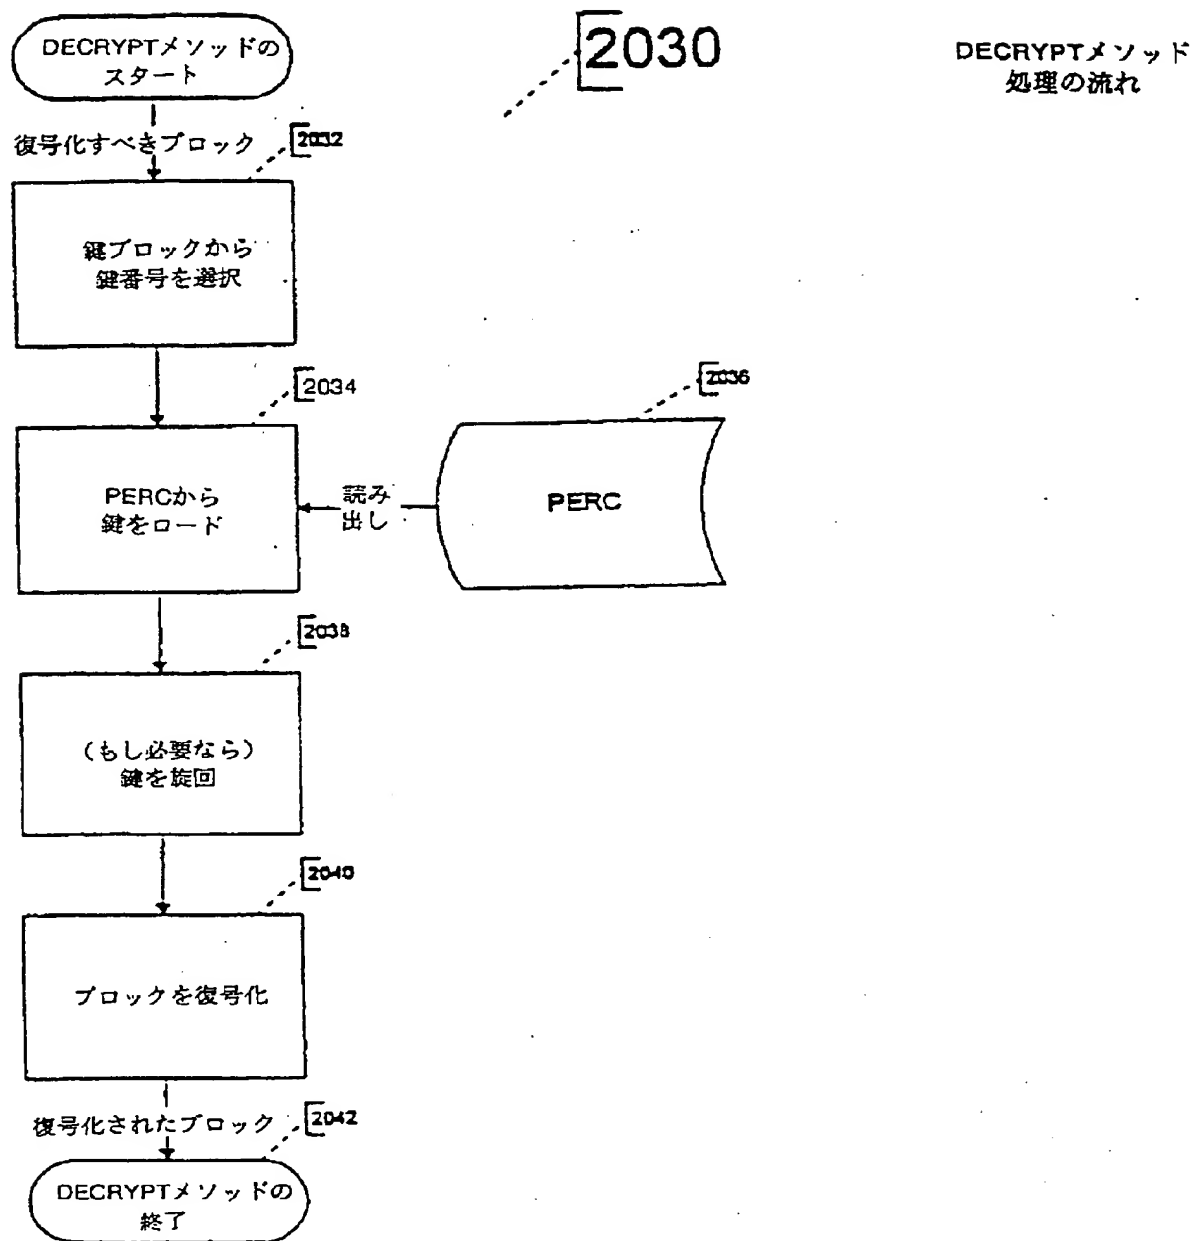 DECRYPTメソッドの
スタート
2030
DECRYPTメソッド
処理の流れ
復号化すべきブロック
2032
鍵ブロックから
鍵番号を選択
2034
2036
PERCから
鍵をロード
読み
出し
PERC
2038
(もし必要なら)
鍵を旋回
2040
ブロックを復号化
復号化されたブロック
2042
DECRYPTメソッドの
終了